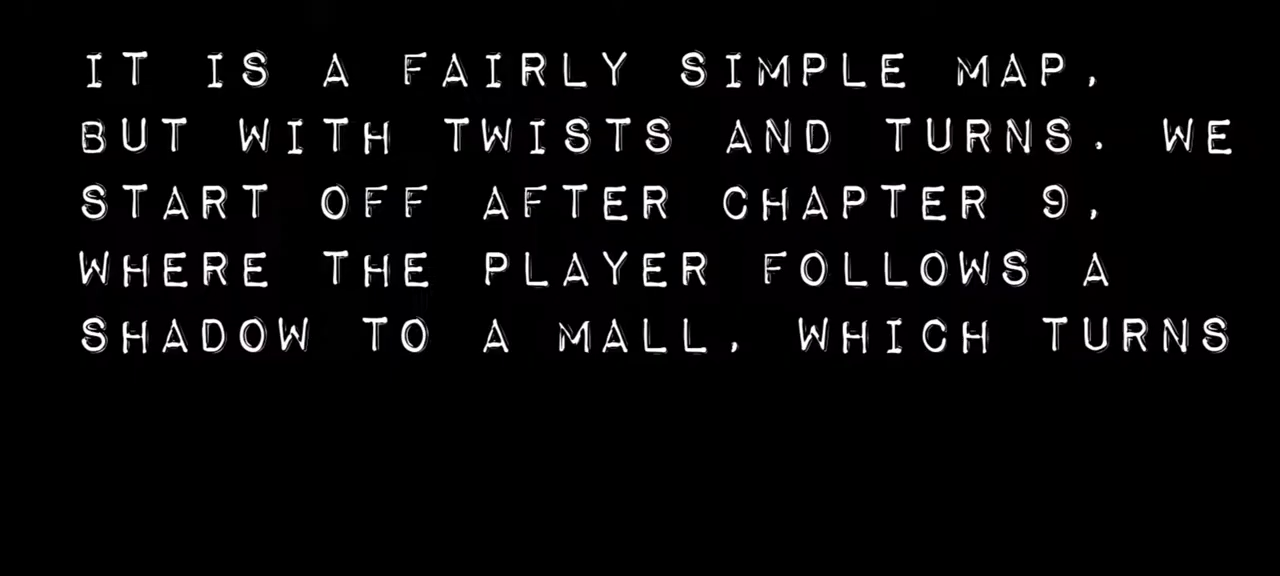 IT IS A FAIRLY SIMPLE MAP,
BUT WITH TWISTS AND TURNS. WE
START OFF AFTER CHAPTER 9,
WHERE THE PLAYER FOLLOWS A
SHADOW TO A MALL, WHICH TURNS